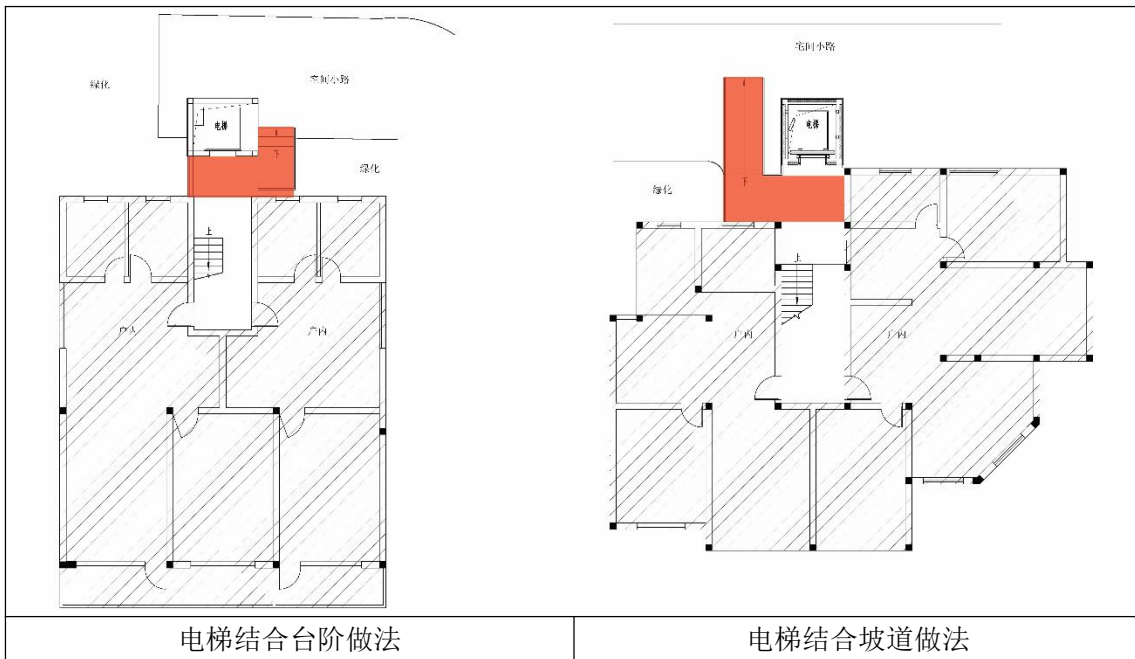 绿化
宅间小路
电梯
下
绿化
上
户内
户内
宅间小路
电梯
下
绿化
上
户内
户内
电梯结合台阶做法
电梯结合坡道做法